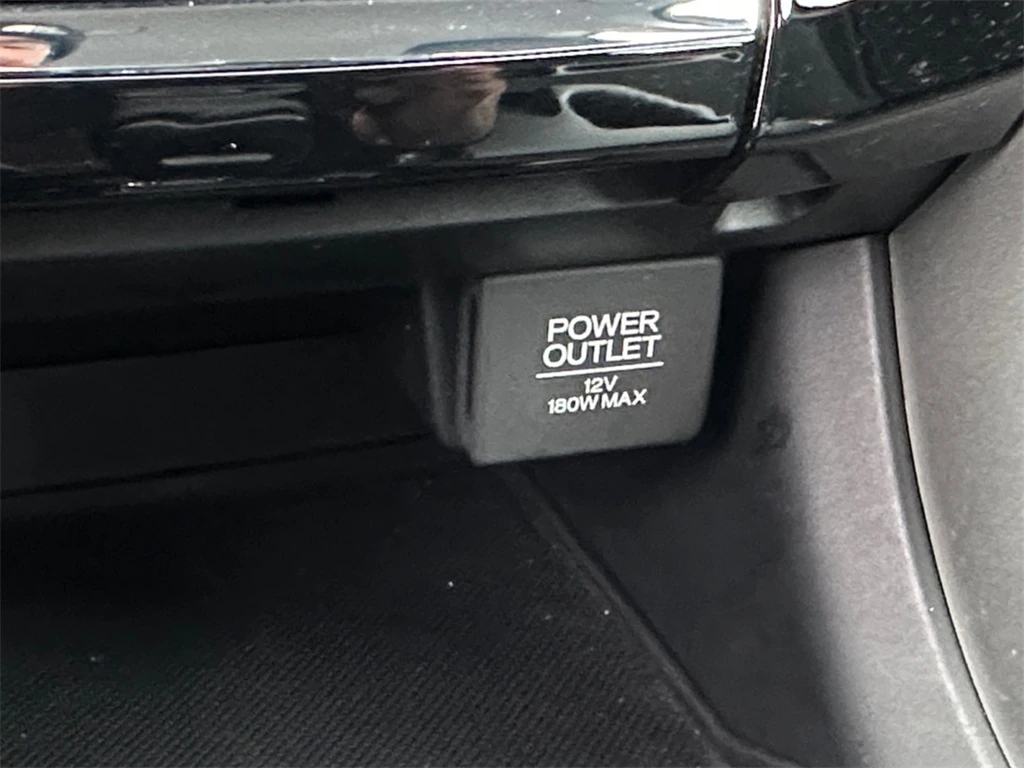 POWER
OUTLET
12V
180W MAX